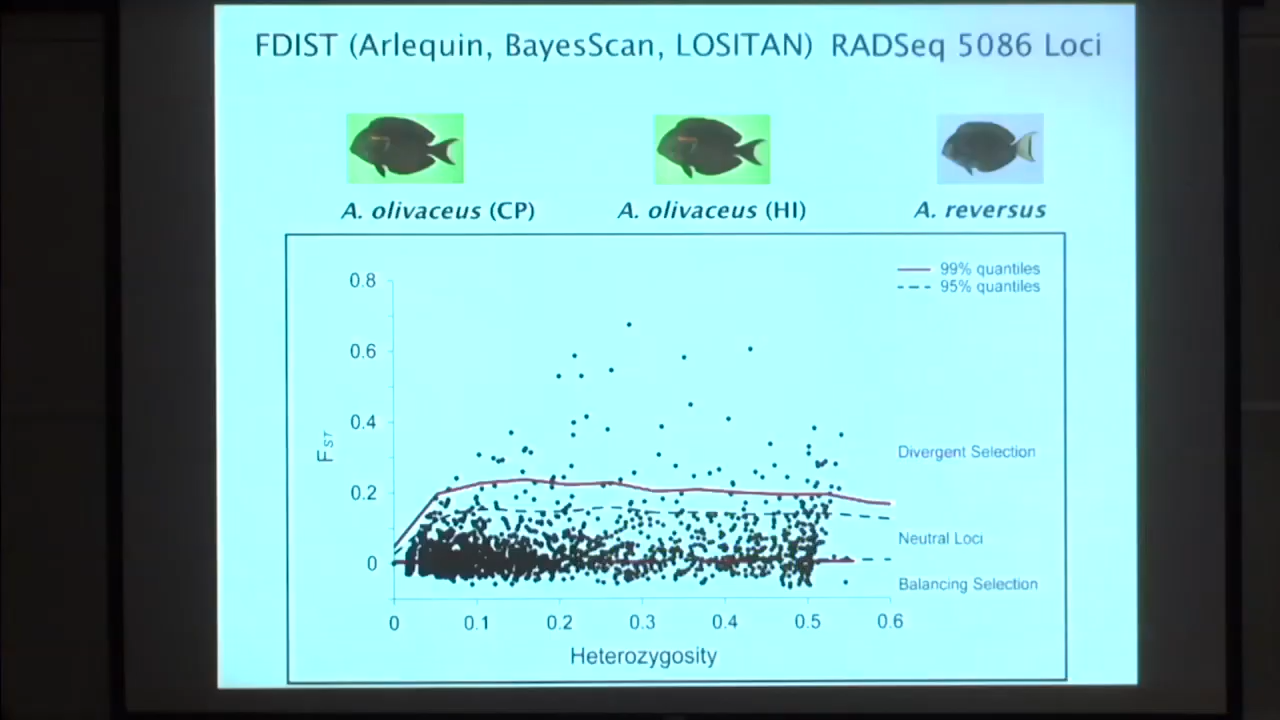 FDIST (Arlequin, BayesScan, LOSITAN) RADSeq 5086 Loci
A. olivaceus (CP)
A. olivaceus (HI)
A. reversus
99% quantiles
95% quantiles
0.8
0.6
0.4
0.2
0
FST
Divergent Selection
Neutral Loci
Balancing Selection
0 0.1 0.2 0.3 0.4 0.5 0.6
Heterozygosity